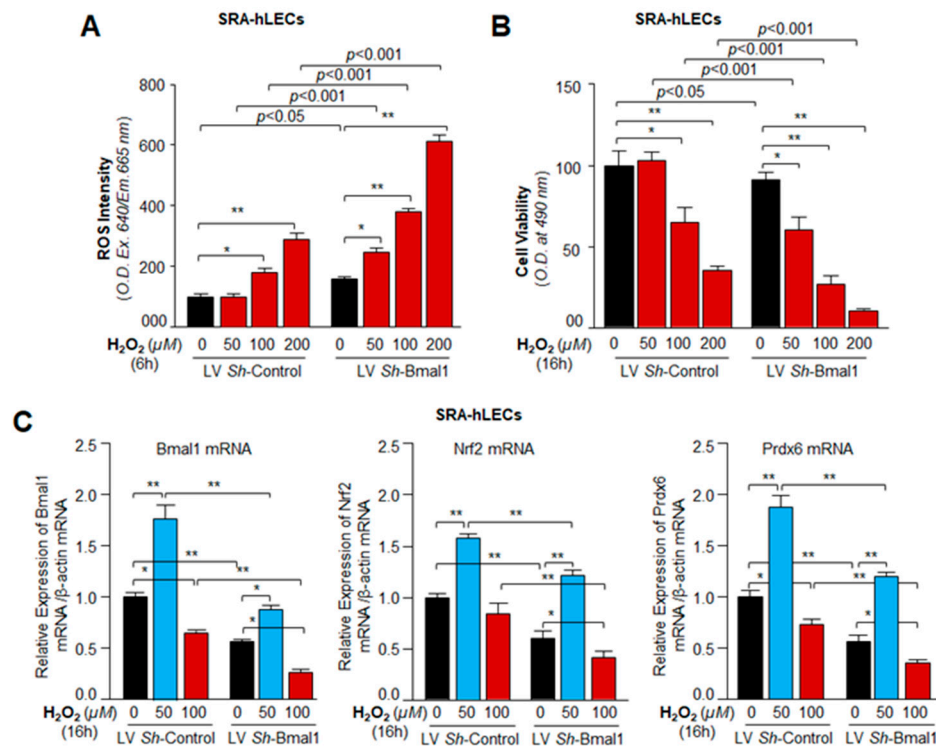 A
SRA-hLECs
p<0.001
p<0.001
p<0.001
p<0.05
**
**
**
*
*
ROS Intensity
(O.D. Ex. 640/Em.665 nm)
800
600
400
200
000
H2O2 (µM) 0 50 100 200 0 50 100 200
(6h) LV Sh-Control LV Sh-Bmal1
B
SRA-hLECs
p<0.001
p<0.001
p<0.001
p<0.05
**
**
*
**
**
*
Cell Viability
(O.D. at 490 nm)
150
100
50
00
H2O2 (µM) 0 50 100 200 0 50 100 200
(16h) LV Sh-Control LV Sh-Bmal1
C
SRA-hLECs
Bmal1 mRNA
Relative Expression of Bmal1
mRNA /β-actin mRNA
2.5
2.0
1.5
1.0
0.5
0.0
** **
**
* **
*
*
H2O2 (µM) 0 50 100 0 50 100
(16h) LV Sh-Control LV Sh-Bmal1
Nrf2 mRNA
Relative Expression of Nrf2
mRNA /β-actin mRNA
2.5
2.0
1.5
1.0
0.5
0.0
** **
** **
**
*
H2O2 (µM) 0 50 100 0 50 100
(16h) LV Sh-Control LV Sh-Bmal1
Prdx6 mRNA
Relative Expression of Prdx6
mRNA /β-actin mRNA
2.5
2.0
1.5
1.0
0.5
0.0
** **
** **
* **
*
H2O2 (µM) 0 50 100 0 50 100
(16h) LV Sh-Control LV Sh-Bmal1